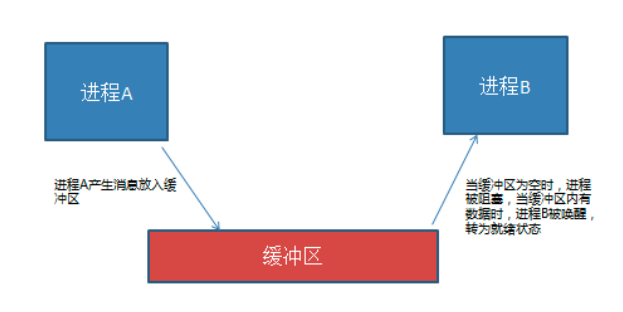 进程A
进程B
进程A产生消息放入缓
冲区
当缓冲区为空时，进程
被阻塞，当缓冲区内有
数据时，进程B被唤醒，
转为就绪状态
缓冲区